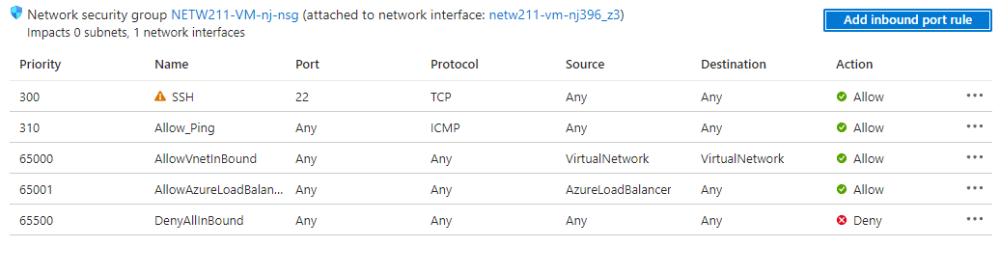 Network security group NETW211-VM-nj-nsg (attached to network interface: netw211-vm-nj396_z3)
Impacts 0 subnets, 1 network interfaces
Add inbound port rule
Priority Name Port Protocol Source Destination Action
300 SSH 22 TCP Any Any Allow
310 Allow_Ping Any ICMP Any Any Allow
65000 AllowVnetInBound Any Any VirtualNetwork VirtualNetwork Allow
65001 AllowAzureLoadBalan... Any Any AzureLoadBalancer Any Allow
65500 DenyAllInBound Any Any Any Any Deny